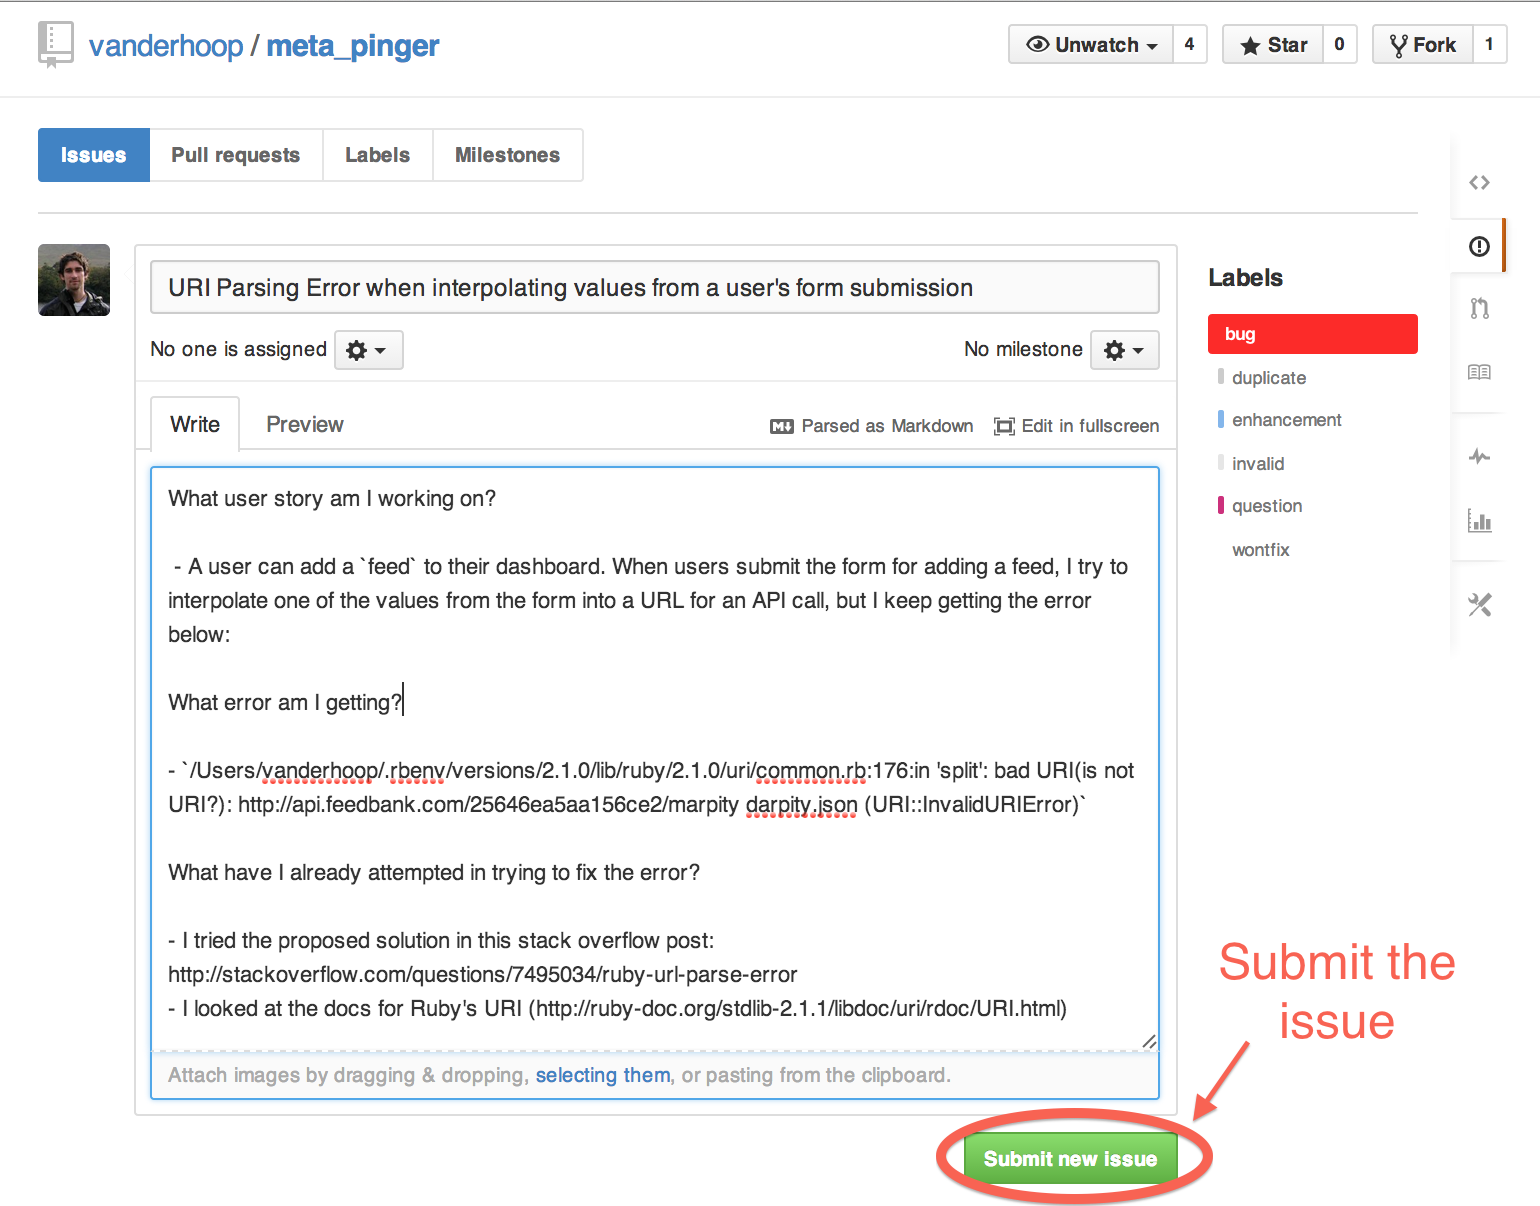 vanderhoop / meta_pinger
Unwatch 4
Star 0
Fork 1
Issues
Pull requests
Labels
Milestones
URI Parsing Error when interpolating values from a user's form submission
No one is assigned
No milestone
Write
Preview
Parsed as Markdown
Edit in fullscreen
What user story am I working on?
- A user can add a `feed` to their dashboard. When users submit the form for adding a feed, I try to
interpolate one of the values from the form into a URL for an API call, but I keep getting the error
below:
What error am I getting?
- `/Users/vanderhoop/.rbenv/versions/2.1.0/lib/ruby/2.1.0/uri/common.rb:176:in 'split': bad URI(is not
URI?): http://api.feedbank.com/25646ea5aa156ce2/marpity darpity.json (URI::InvalidURIError)`
What have I already attempted in trying to fix the error?
- I tried the proposed solution in this stack overflow post:
http://stackoverflow.com/questions/7495034/ruby-url-parse-error
- I looked at the docs for Ruby's URI (http://ruby-doc.org/stdlib-2.1.1/libdoc/uri/rdoc/URI.html)
Attach images by dragging & dropping, selecting them, or pasting from the clipboard.
Submit new issue
Labels
bug
duplicate
enhancement
invalid
question
wontfix
Submit the
issue